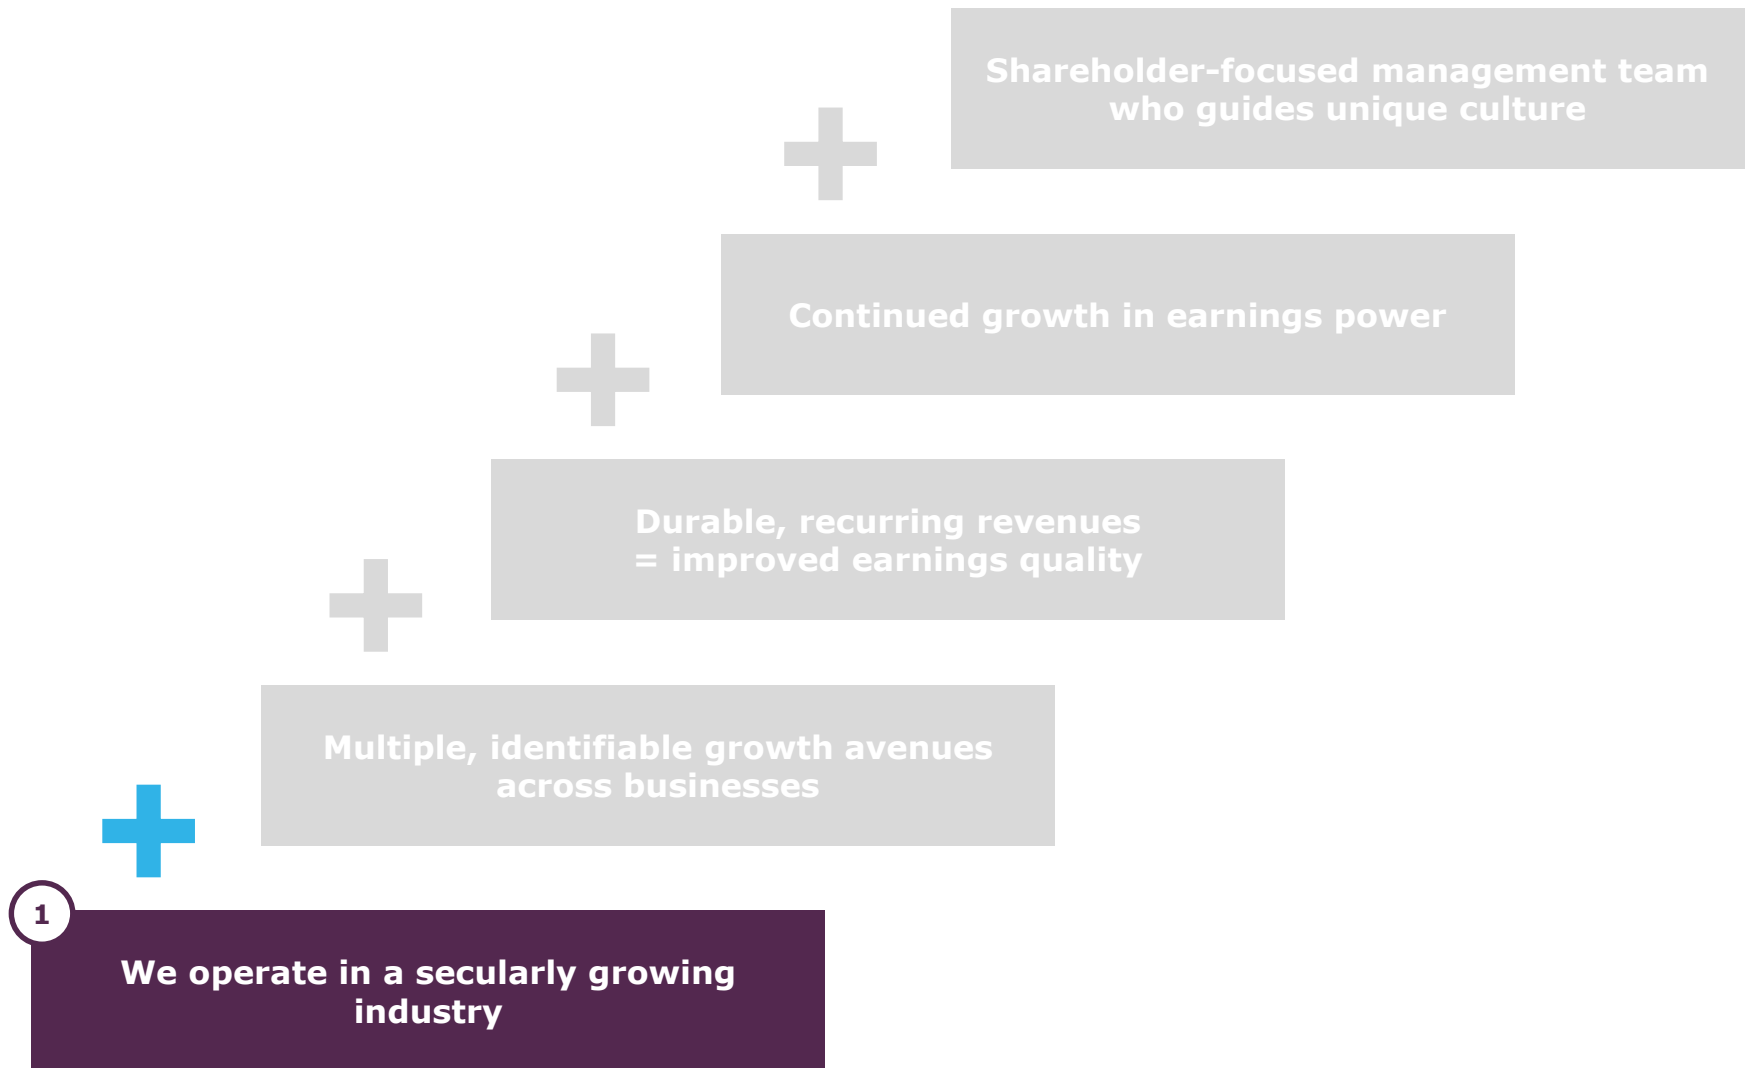 Shareholder-focused management team
who guides unique culture
Continued growth in earnings power
Durable, recurring revenues
= improved earnings quality
Multiple, identifiable growth avenues
across businesses
1
We operate in a secularly growing
industry